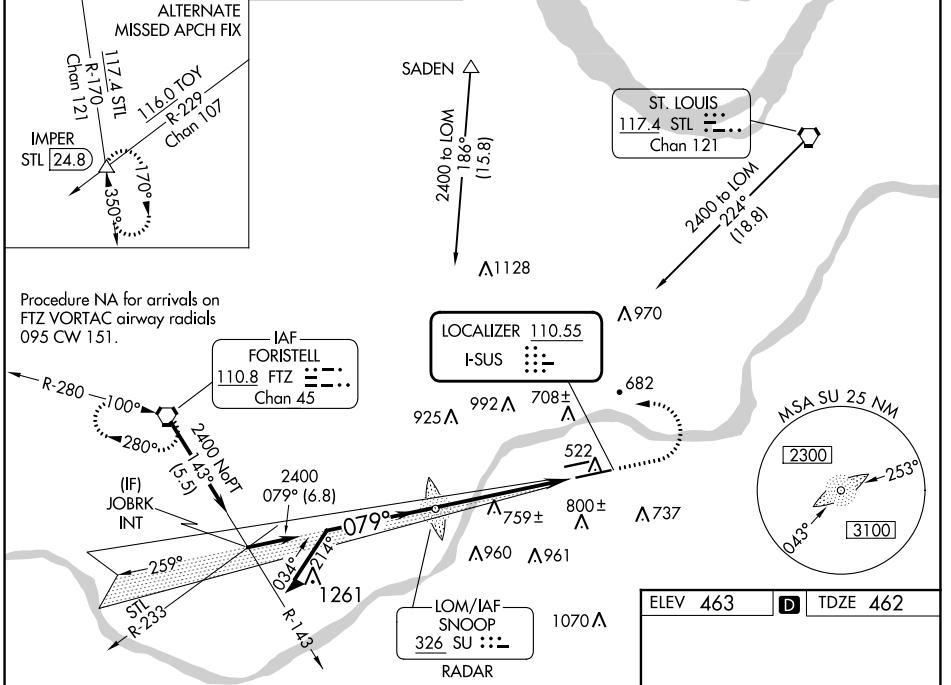 ALTERNATE
MISSED APCH FIX
117.4 STL
R-170
Chan 121
116.0 TOY
R-229
Chan 107
IMPER
STL 24.8
170°
350°
SADEN
2400 to LOM
186°
(15.8)
ST. LOUIS
117.4 STL
Chan 121
2400 to LOM
224°
(18.8)
1128
970
Procedure NA for arrivals on
FTZ VORTAC airway radials
095 CW 151.
IAF
FORISTELL
110.8 FTZ
Chan 45
LOCALIZER 110.55
I-SUS
R-280
100°
280°
2400 NoPT
143°
(5.5)
925
992
708±
682
522
MSA SU 25 NM
2300
253°
043°
3100
(IF)
JOBRK
INT
2400
079° (6.8)
079°
759±
800±
737
259°
034°
214°
1261
960
961
STL
R-233
R-143
LOM/IAF
SNOOP
326 SU
RADAR
1070
ELEV 463 D TDZE 462